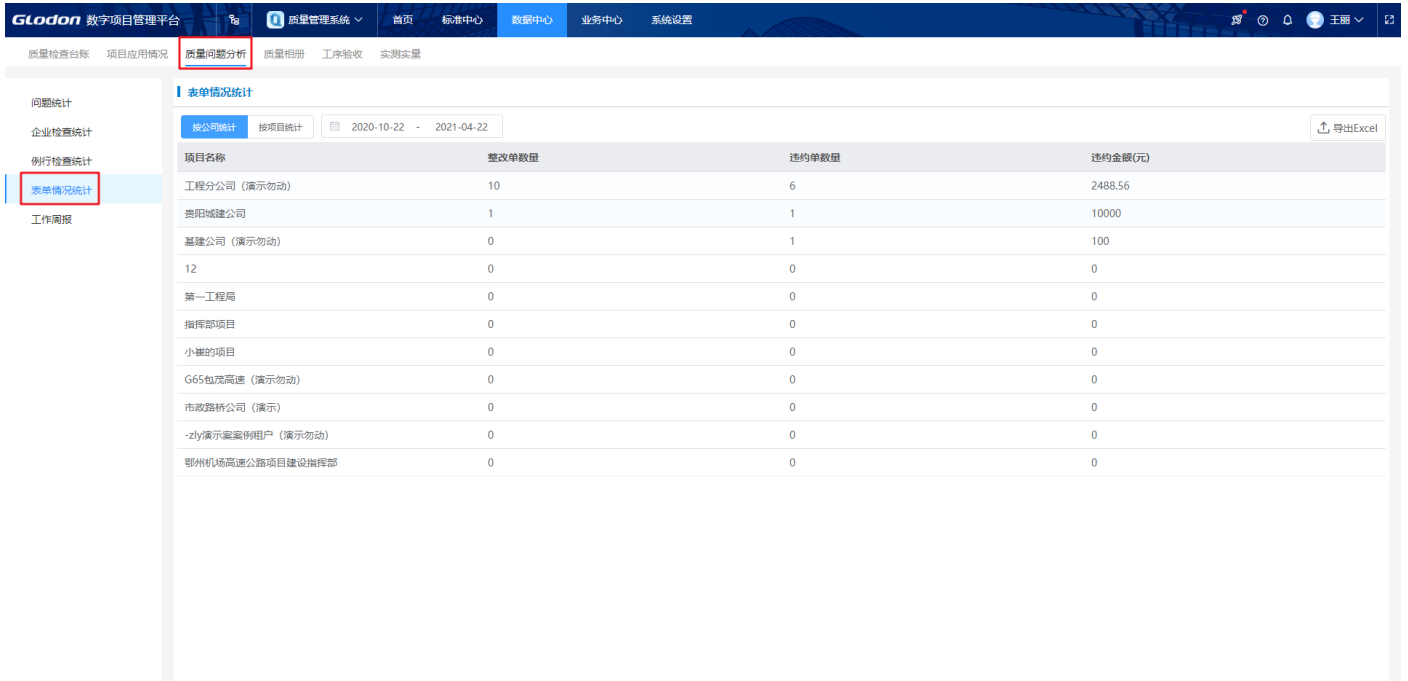 GLodon 数字项目管理平台 质量管理系统 首页 标准中心 数据中心 业务中心 系统设置 王丽
质量检查台账 项目应用情况 质量问题分析 质量相册 工序验收 实测实量
问题统计
企业检查统计
例行检查统计
表单情况统计
工作周报
表单情况统计
按公司统计 按项目统计 2020-10-22 - 2021-04-22 导出Excel
项目名称 整改单数量 违约单数量 违约金额(元)
工程分公司（演示勿动） 10 6 2488.56
贵阳城建公司 1 1 10000
基建公司（演示勿动） 0 1 100
12 0 0 0
第一工程局 0 0 0
指挥部项目 0 0 0
小崔的项目 0 0 0
G65包茂高速（演示勿动） 0 0 0
市政路桥公司（演示） 0 0 0
-zly演示案案例租户（演示勿动） 0 0 0
鄂州机场高速公路项目建设指挥部 0 0 0